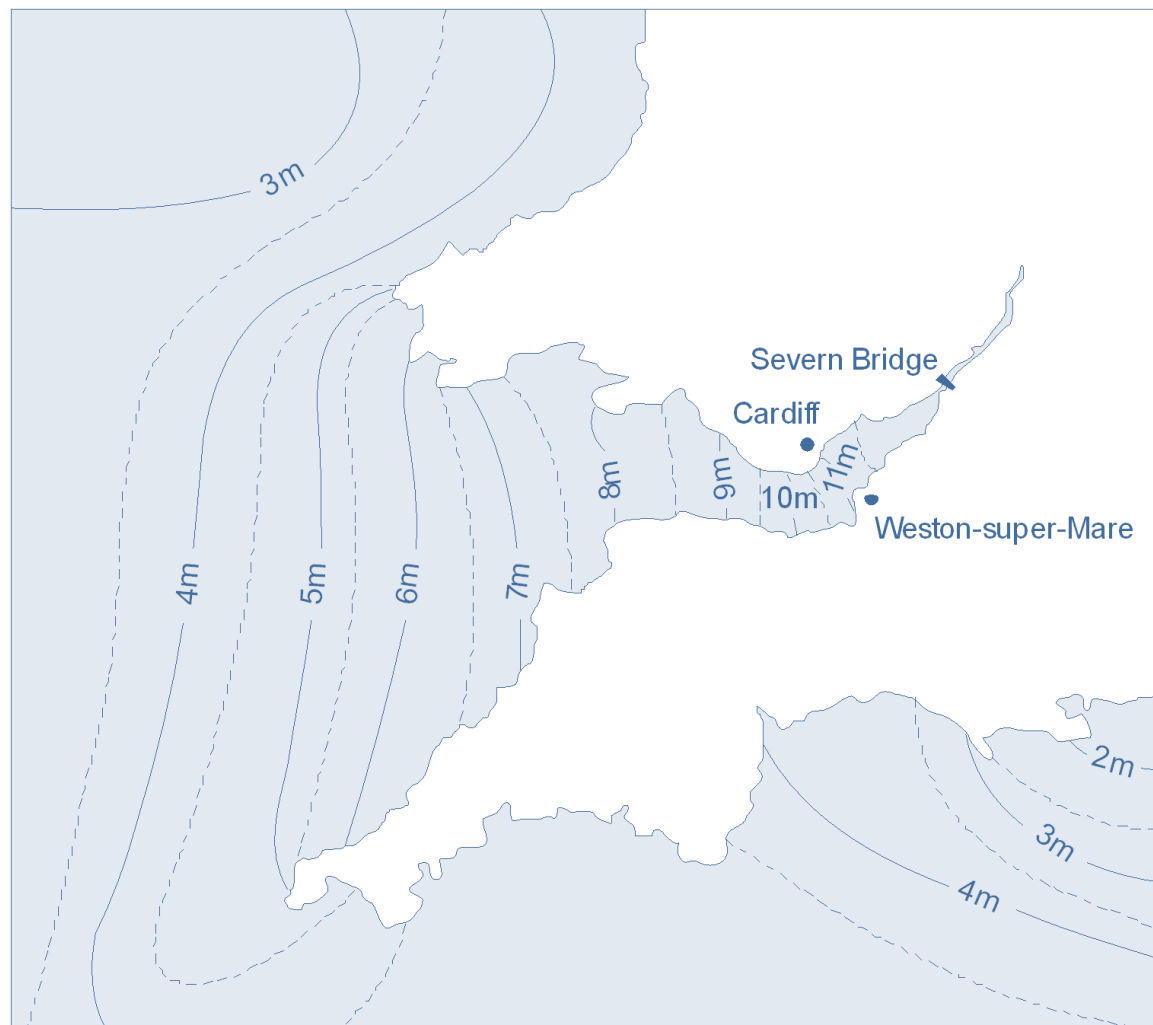 3m
Severn Bridge
Cardiff
11m
9m
8m
10m
Weston-super-Mare
4m
5m
6m
7m
2m
3m
4m